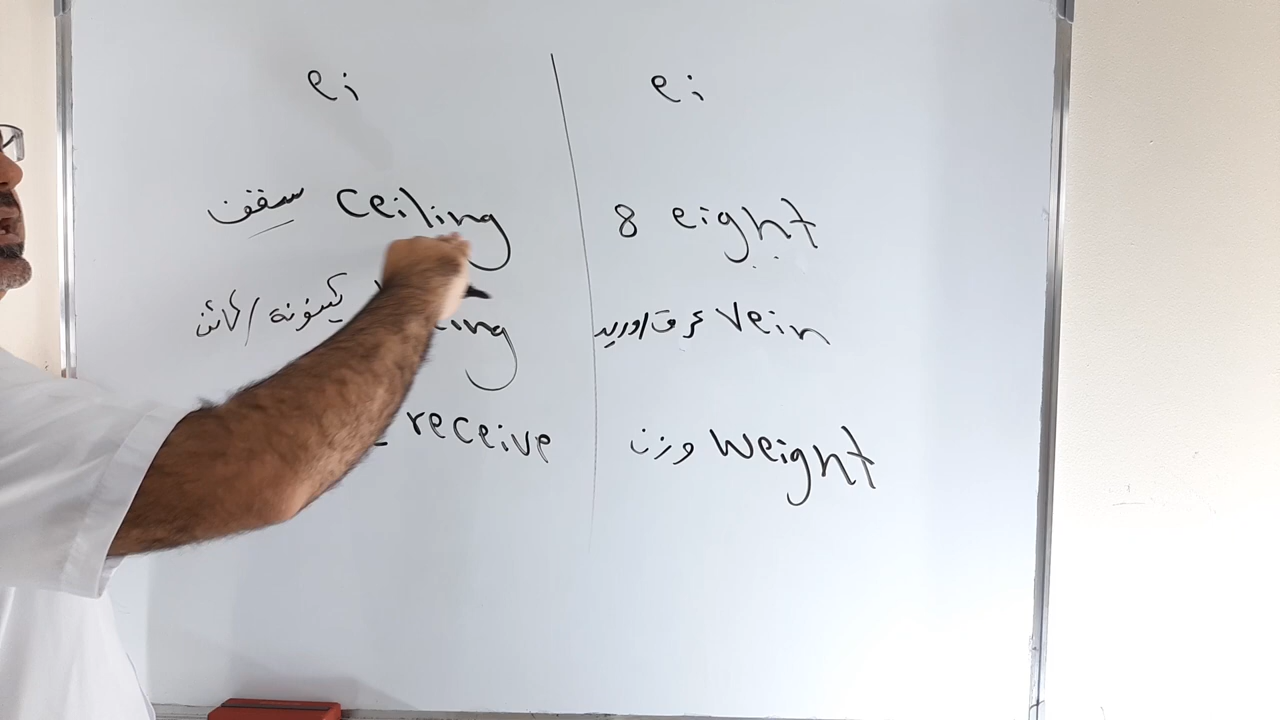 ei ei
سقف ceiling 8 eight
كينونة/كائن عرق/وريد vein
receive وزن weight